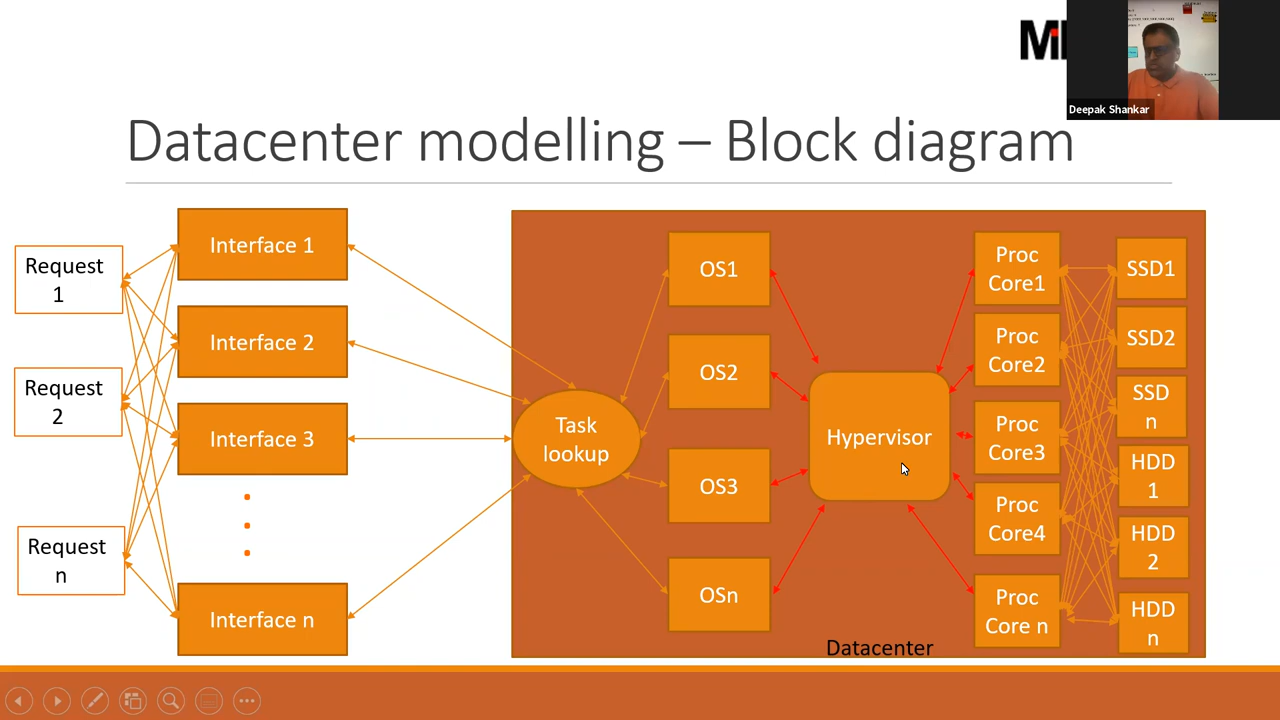 Deepak Shankar
Datacenter modelling – Block diagram
Request
1
Request
2
Request
n
Interface 1
Interface 2
Interface 3
Interface n
Task
lookup
OS1
OS2
OS3
OSn
Hypervisor
Proc
Core1
Proc
Core2
Proc
Core3
Proc
Core4
Proc
Core n
SSD1
SSD2
SSD
n
HDD
1
HDD
2
HDD
n
Datacenter